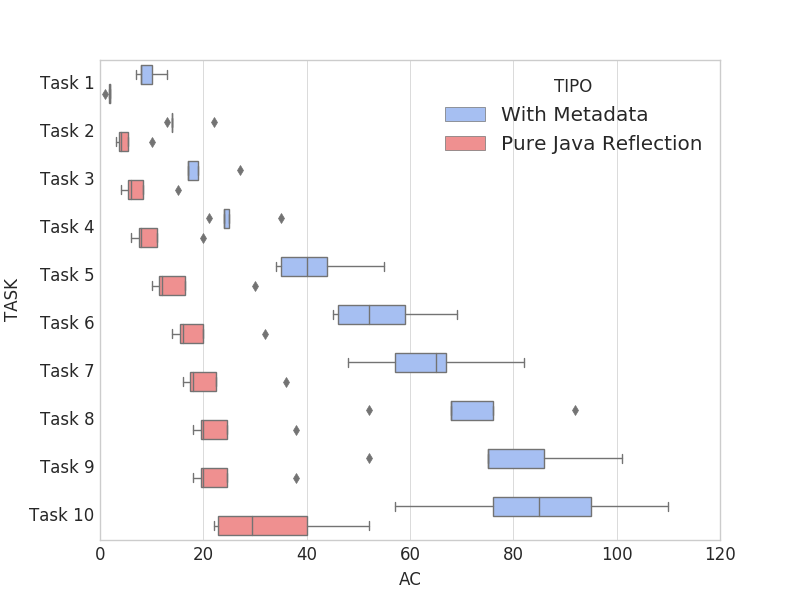 TIPO
With Metadata
Pure Java Reflection
TASK
Task 1
Task 2
Task 3
Task 4
Task 5
Task 6
Task 7
Task 8
Task 9
Task 10
0 20 40 60 80 100 120
AC